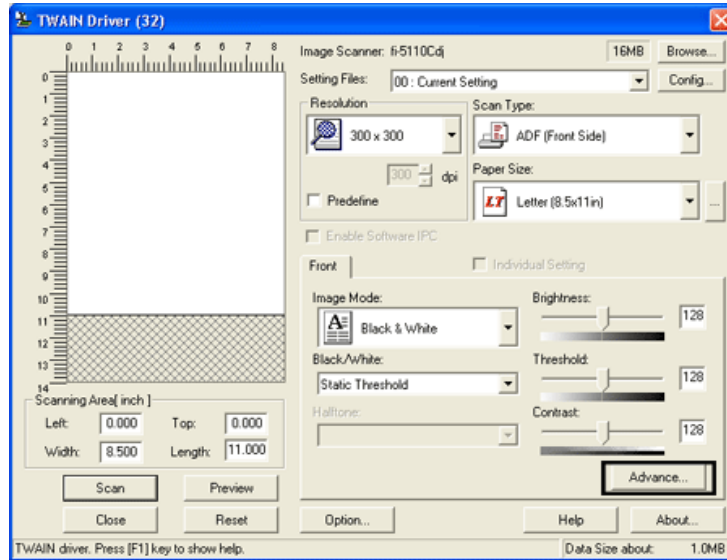 TWAIN Driver (32)
0 1 2 3 4 5 6 7 8
0
1
2
3
4
5
6
7
8
9
10
11
12
13
14
Image Scanner: fi-5110Cdj
16MB
Browse...
Setting Files:
00 : Current Setting
Config...
Resolution
300 x 300
300 dpi
Predefine
Scan Type:
ADF (Front Side)
Paper Size:
LT
Letter (8.5x11in)
...
Enable Software IPC
Front
Individual Setting
Image Mode:
A
Black & White
Black/White:
Static Threshold
Halftone:
Brightness:
128
Threshold:
128
Contrast:
128
Advance...
Scanning Area[ inch ]
Left: 0.000 Top: 0.000
Width: 8.500 Length: 11.000
Scan
Preview
Close
Reset
Option...
Help
About...
TWAIN driver. Press [F1] key to show help.
Data Size about: 1.0MB